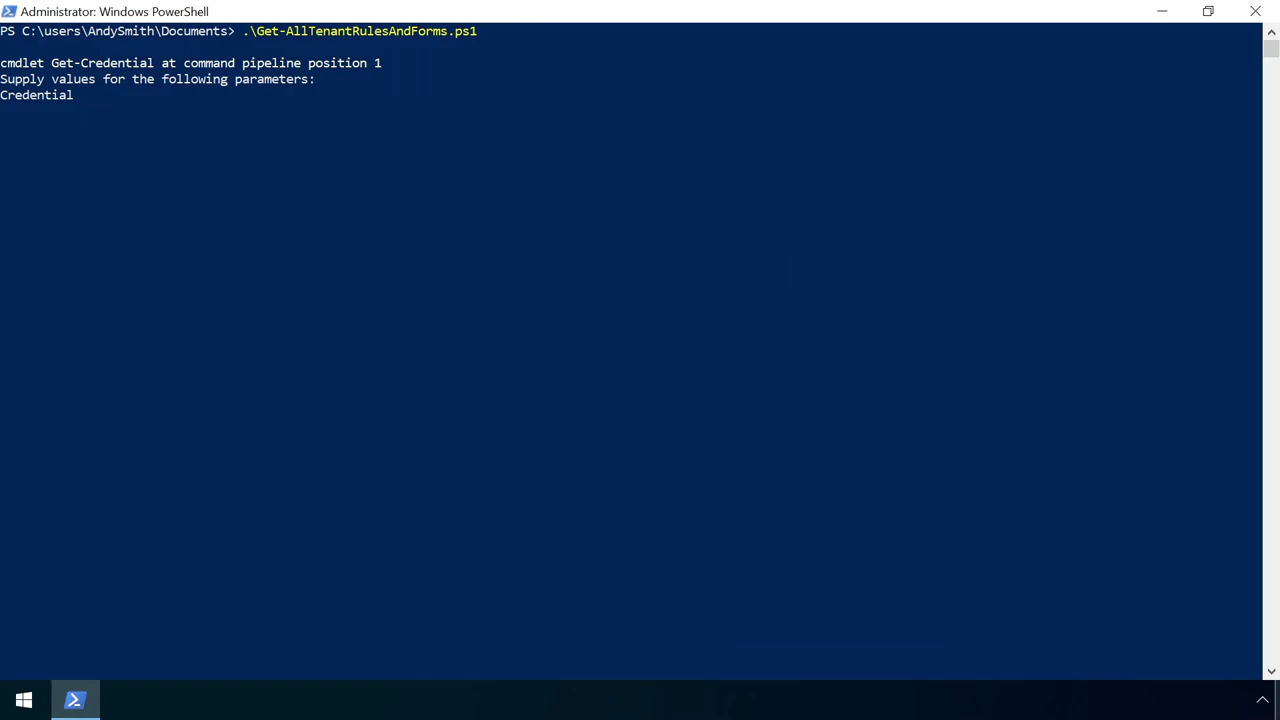 Administrator: Windows PowerShell
PS C:\users\AndySmith\Documents> .\Get-AllTenantRulesAndForms.ps1
cmdlet Get-Credential at command pipeline position 1
Supply values for the following parameters:
Credential